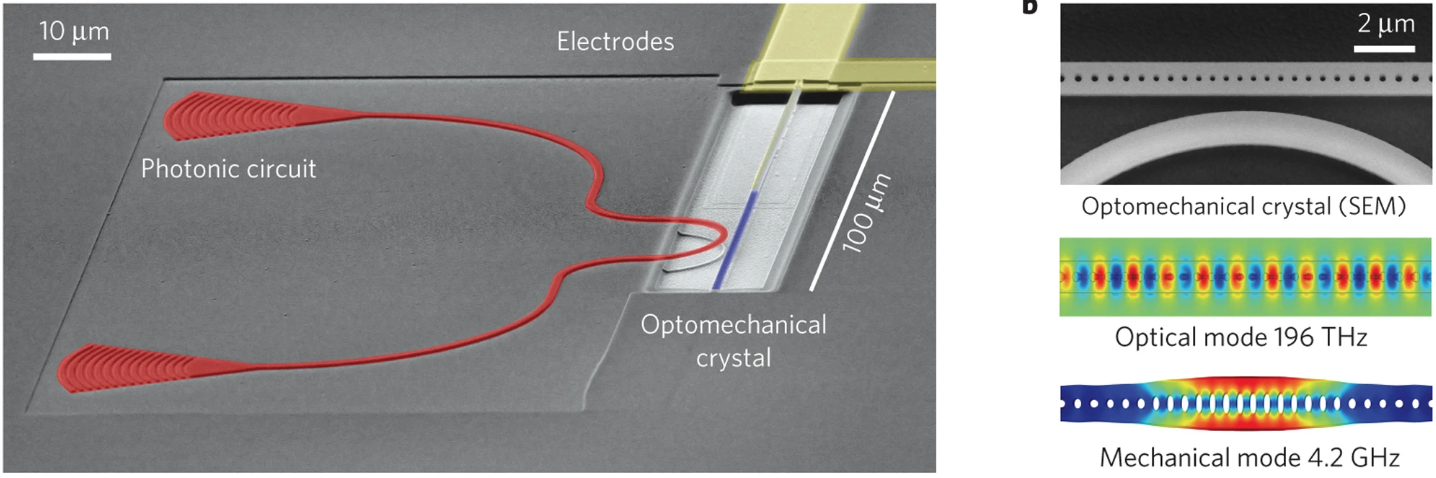 10 μm
Electrodes
Photonic circuit
100 μm
Optomechanical
crystal
b
2 μm
Optomechanical crystal (SEM)
Optical mode 196 THz
Mechanical mode 4.2 GHz